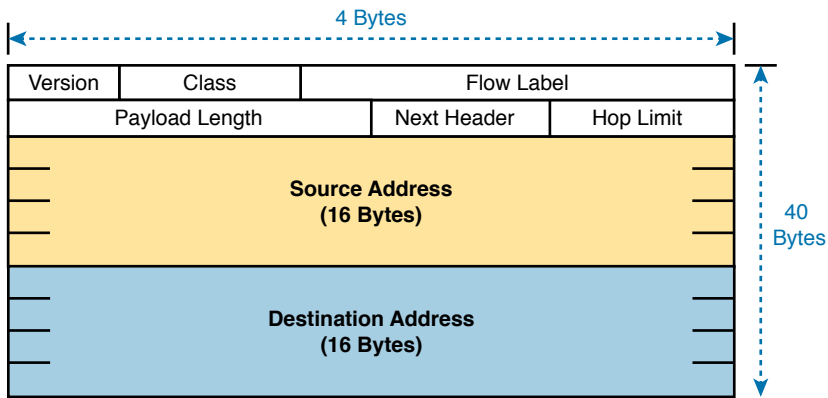 4 Bytes
Version Class Flow Label
Payload Length Next Header Hop Limit
Source Address
(16 Bytes)
40
Bytes
Destination Address
(16 Bytes)